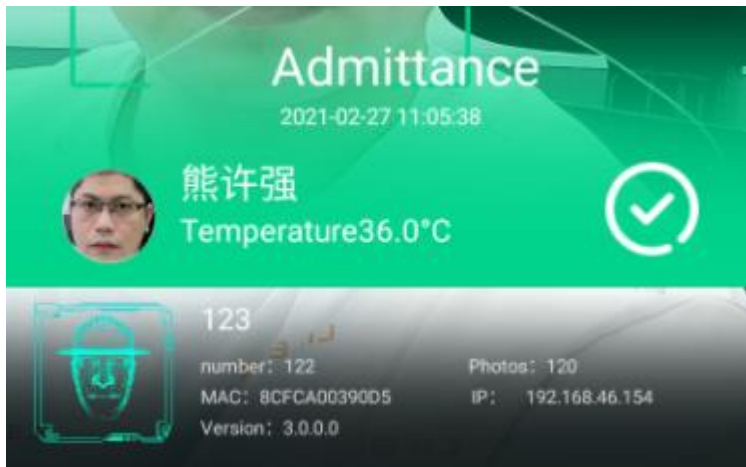 Admittance
2021-02-27 11:05:38
熊许强
Temperature36.0°C
123
number: 122 Photos: 120
MAC: 8CFCA00390D5 IP: 192.168.46.154
Version: 3.0.0.0